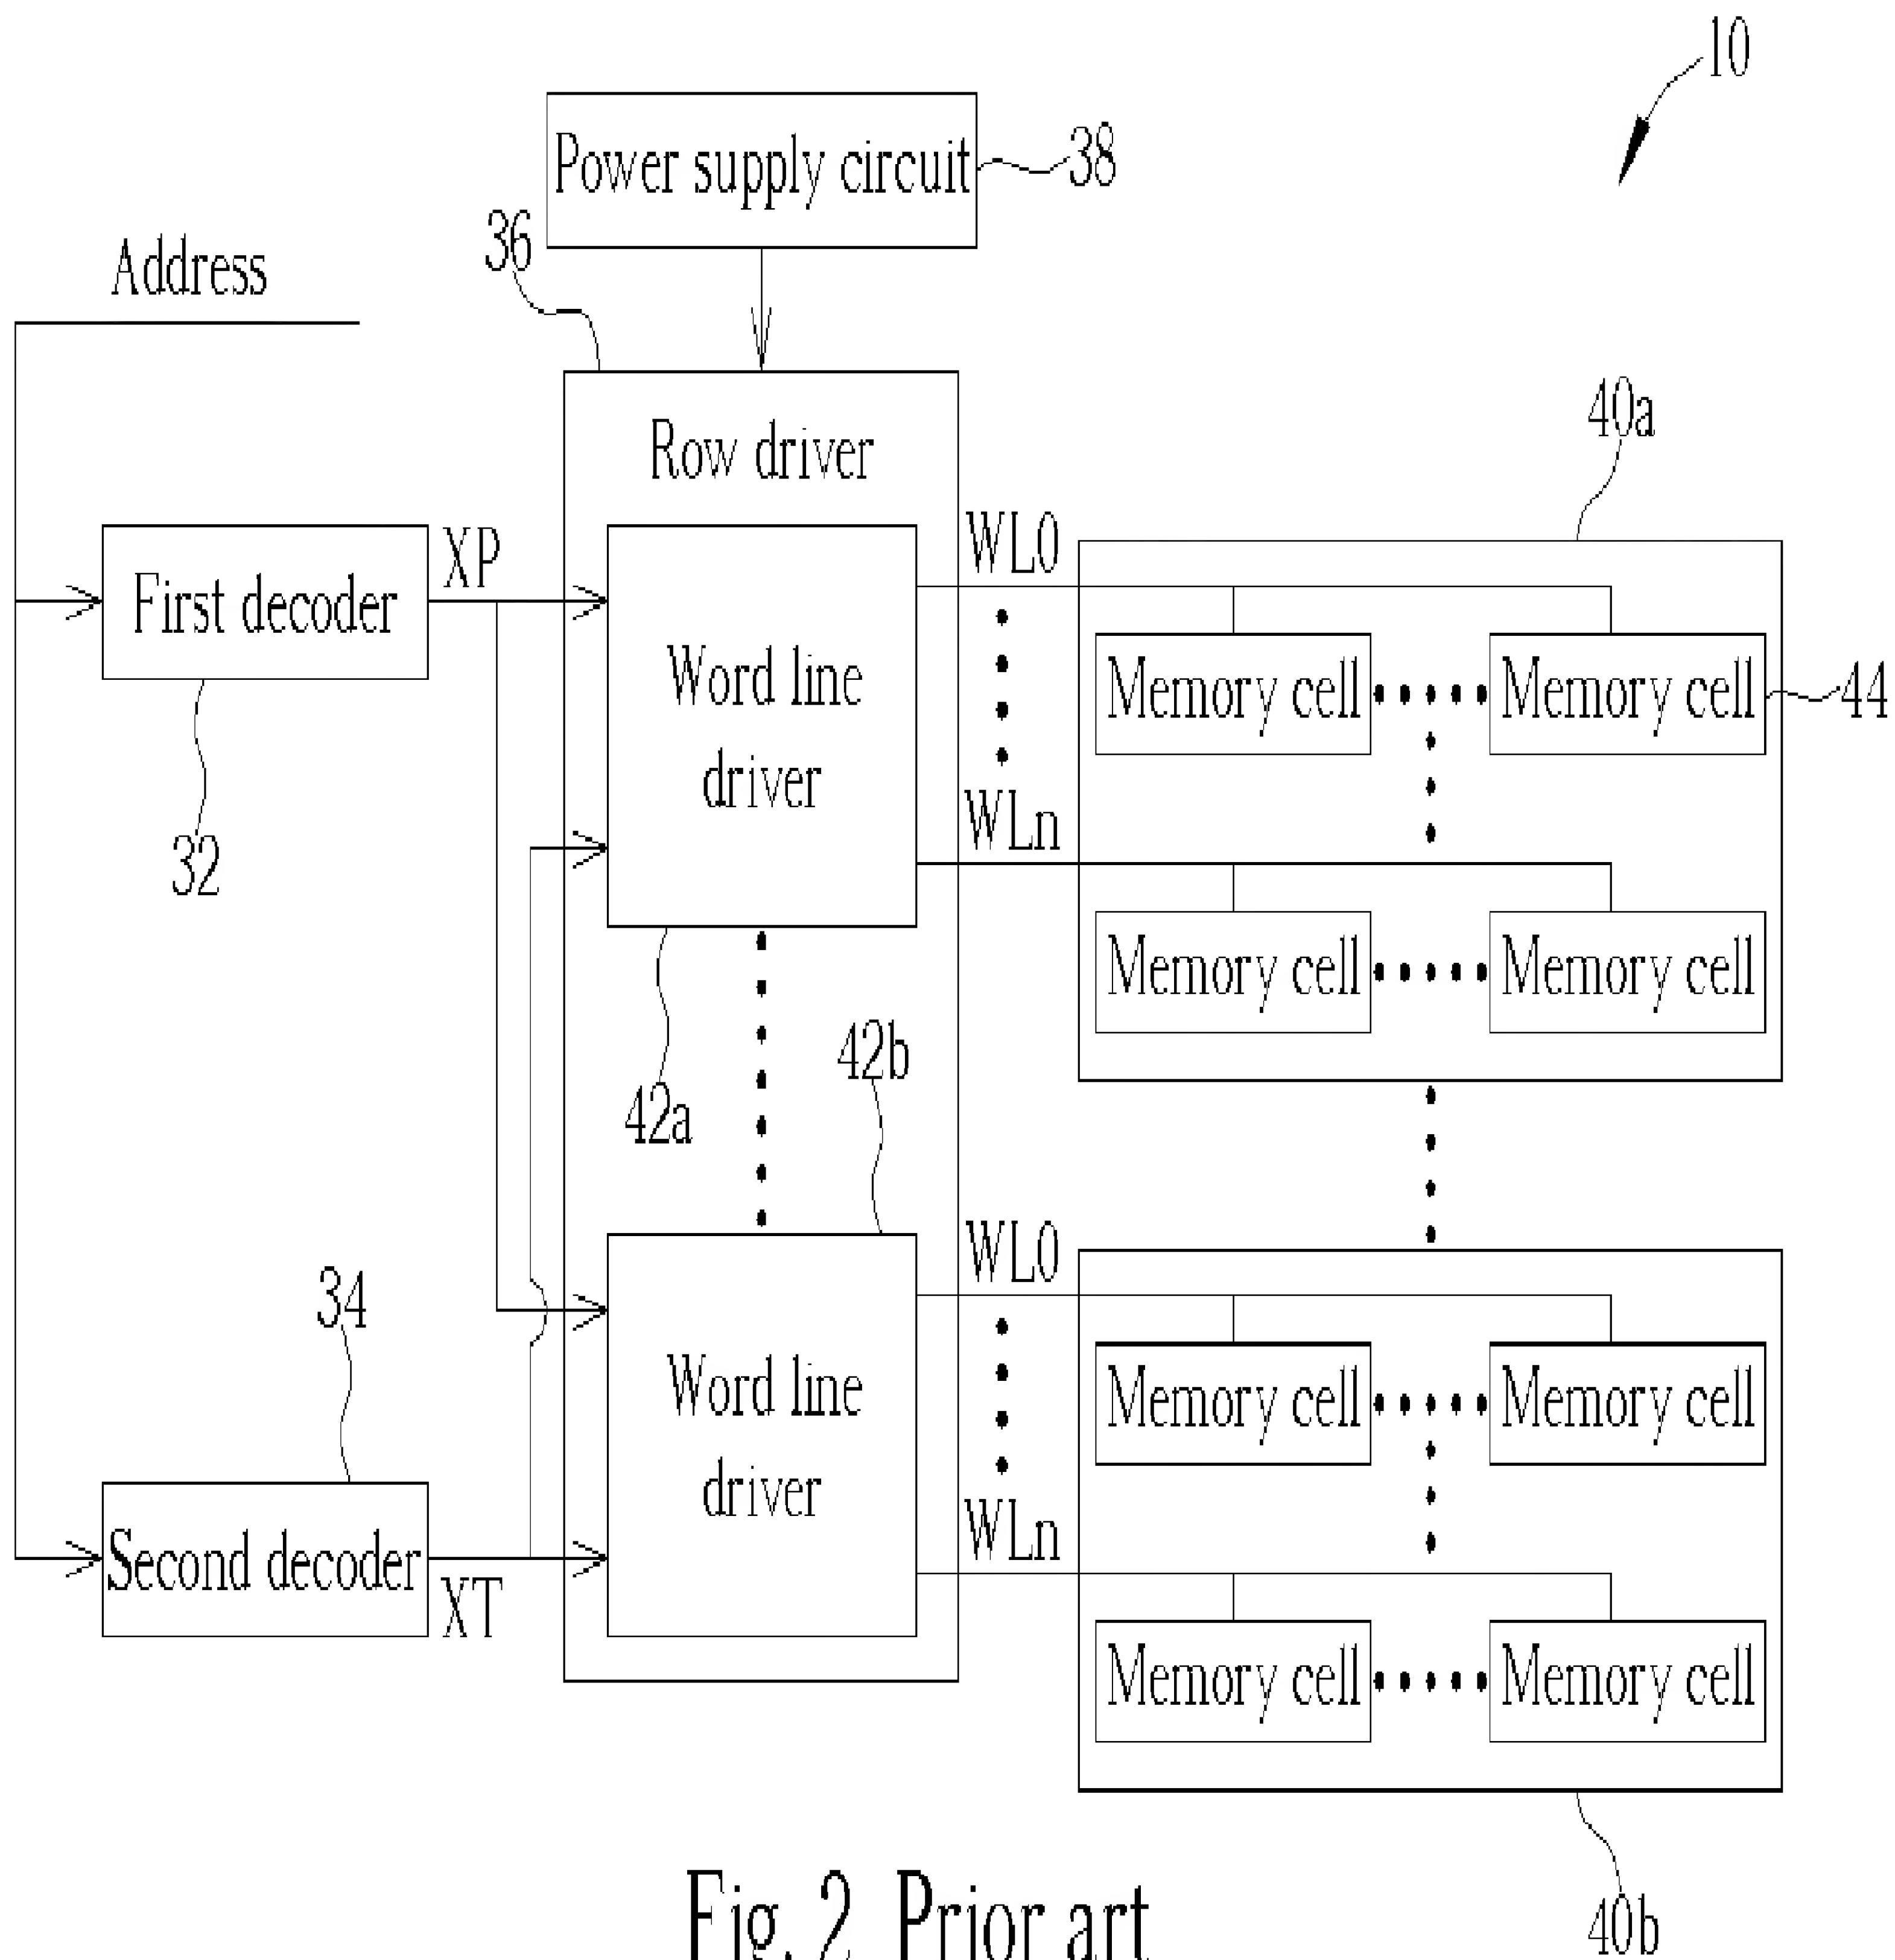 10
Power supply circuit
38
36
Address
Row driver
40a
First decoder
XP
WL0
Word line
driver
Memory cell
Memory cell
44
32
WLn
Memory cell
Memory cell
42a
42b
34
WL0
Word line
driver
Memory cell
Memory cell
Second decoder
XT
WLn
Memory cell
Memory cell
40b
Fig. 2 Prior art